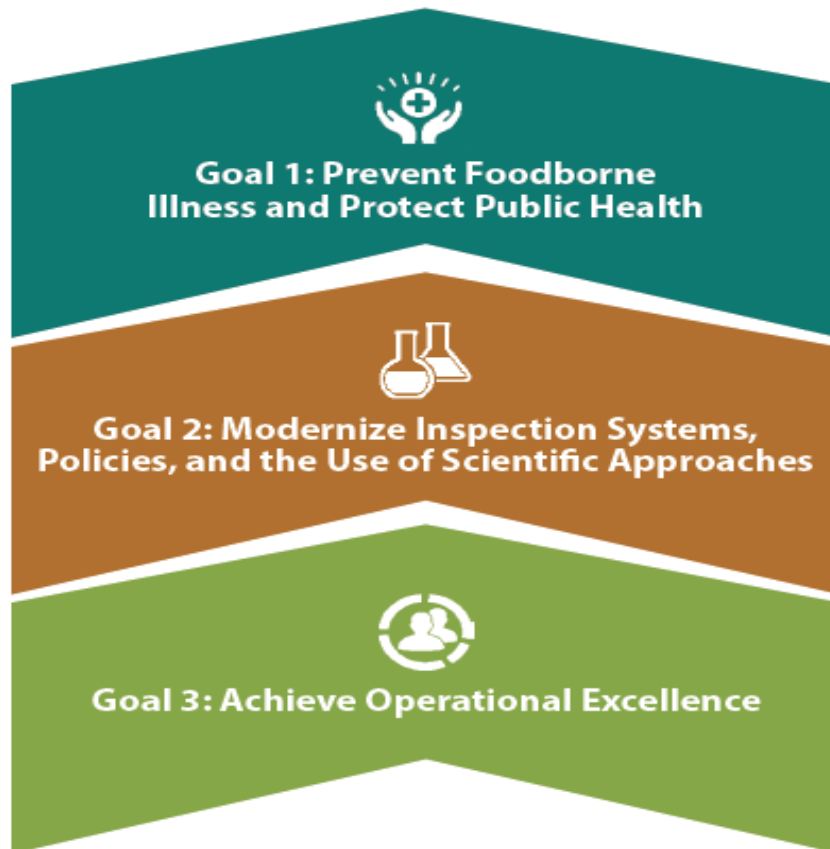 Goal 1: Prevent Foodborne
Illness and Protect Public Health
Goal 2: Modernize Inspection Systems,
Policies, and the Use of Scientific Approaches
Goal 3: Achieve Operational Excellence